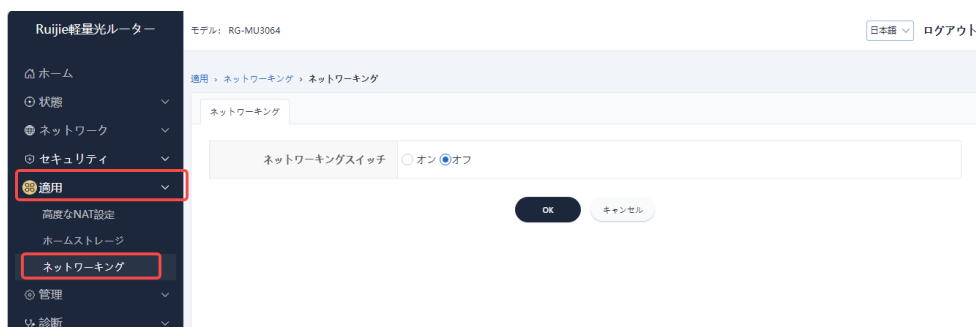 Ruijie軽量光ルーター
モデル: RG-MU3064
日本語
ログアウト
ホーム
状態
ネットワーク
セキュリティ
適用
高度なNAT設定
ホームストレージ
ネットワーキング
管理
診断
適用 › ネットワーキング › ネットワーキング
ネットワーキング
ネットワーキングスイッチ オン オフ
OK キャンセル